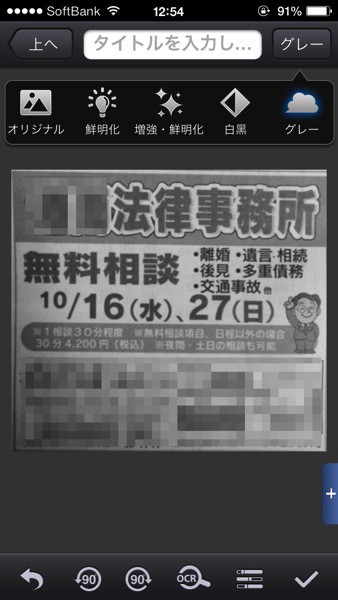 SoftBank 12:54 91%
上へ タイトルを入力し… グレー
オリジナル 鮮明化 増強・鮮明化 白黒 グレー
法律事務所
無料相談
・離婚・遺言・相続
・後見・多重債務
・交通事故 他
10/16(水)、27(日)
※1相談30分程度 ※無料相談項目、日程以外の場合
30分4,200円(税込) ※夜間・土日の相談も可能
+
90 90 OCR